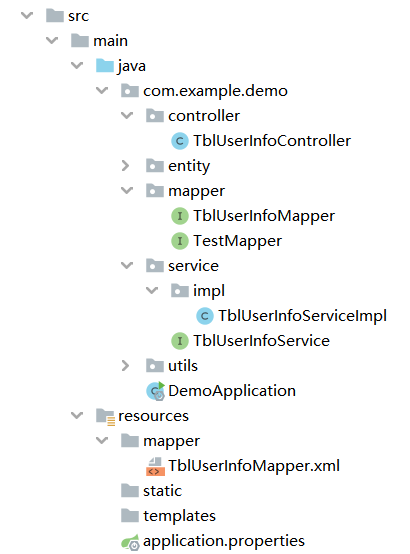 src
main
java
com.example.demo
controller
TblUserInfoController
entity
mapper
TblUserInfoMapper
TestMapper
service
impl
TblUserInfoServiceImpl
TblUserInfoService
utils
DemoApplication
resources
mapper
TblUserInfoMapper.xml
static
templates
application.properties